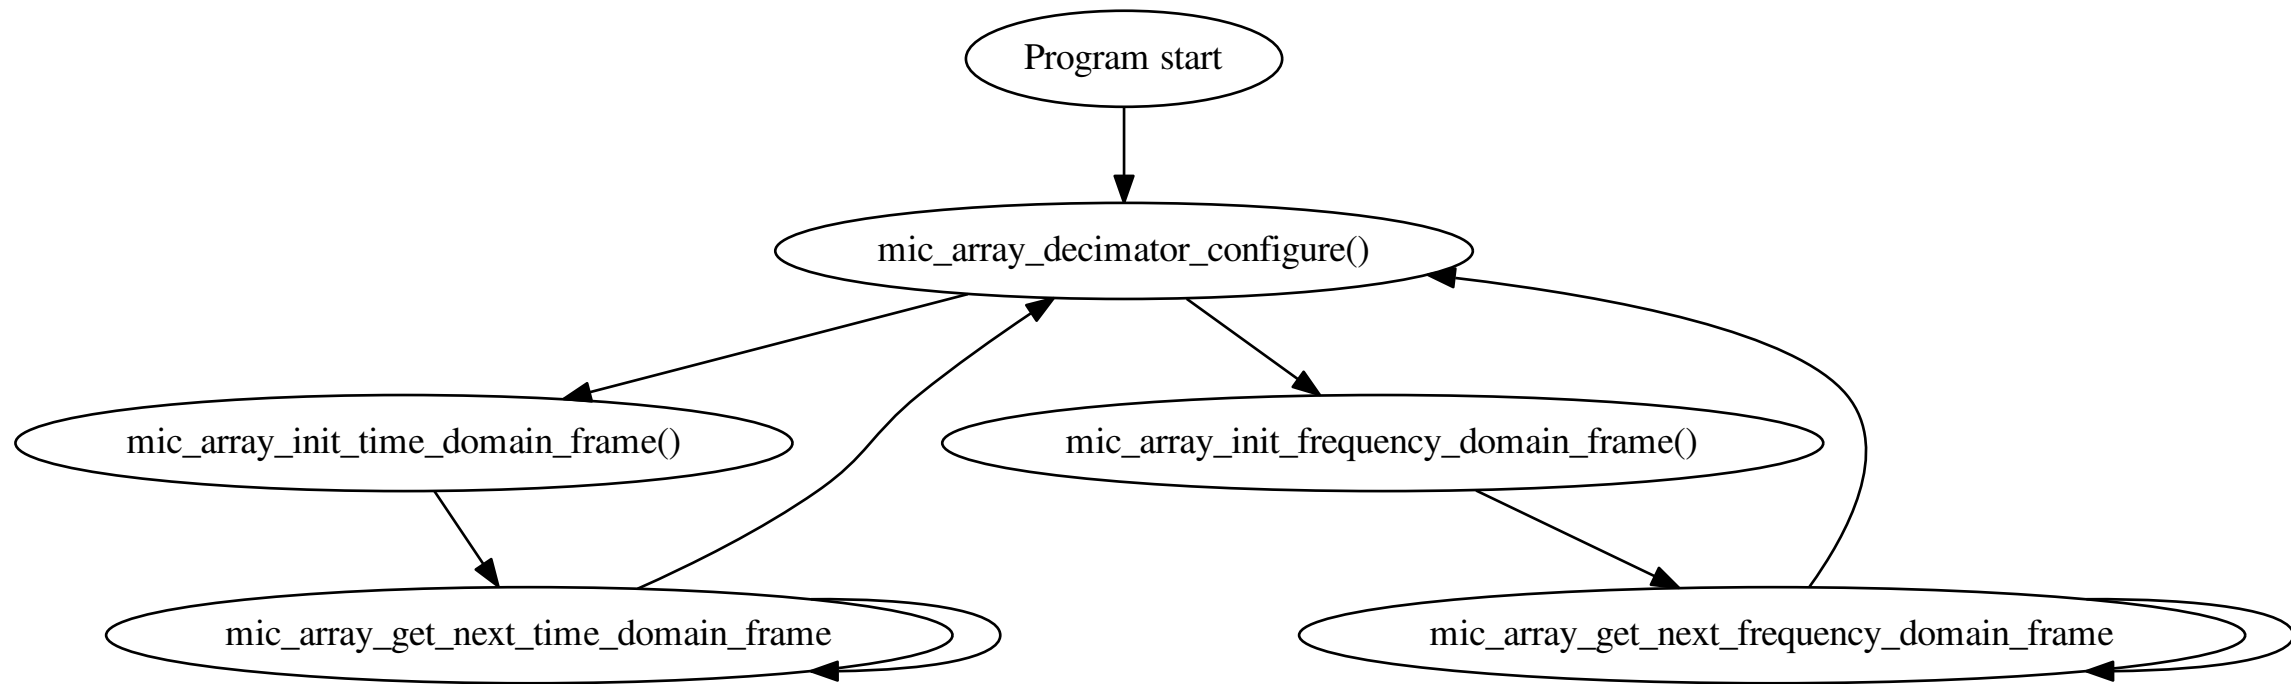 Program start
mic_array_decimator_configure()
mic_array_init_time_domain_frame()
mic_array_init_frequency_domain_frame()
mic_array_get_next_time_domain_frame
mic_array_get_next_frequency_domain_frame